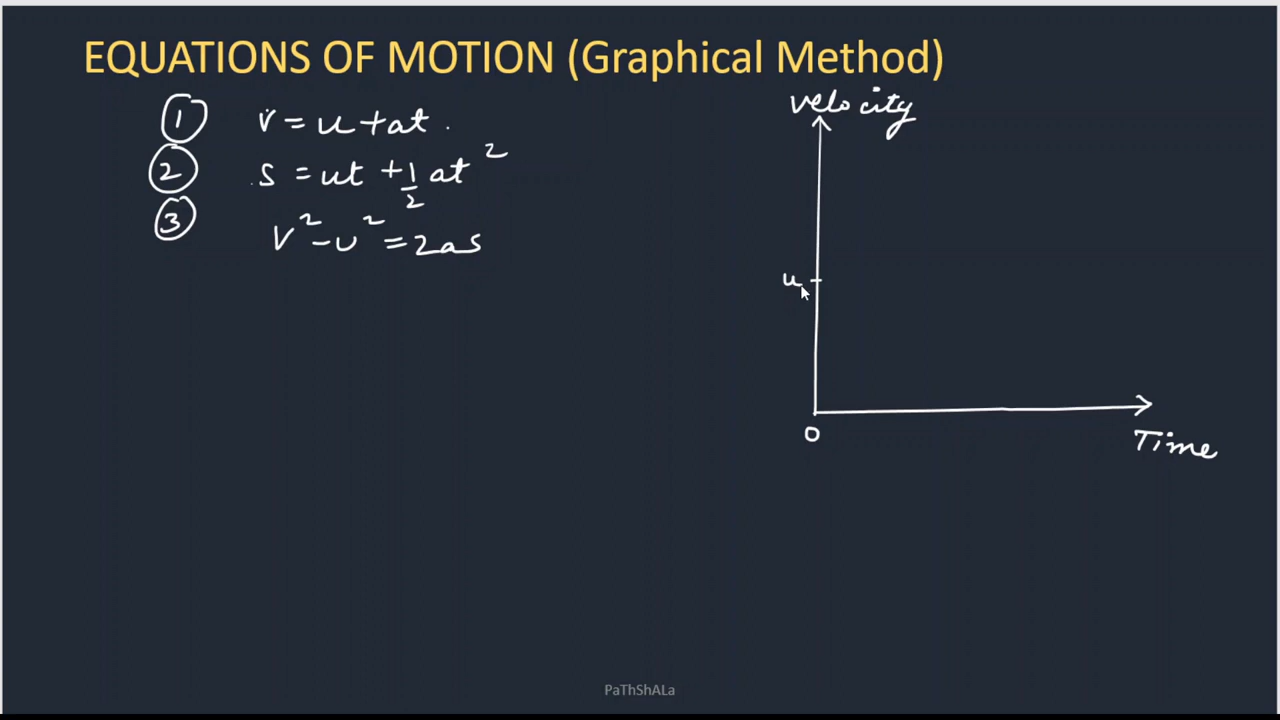 EQUATIONS OF MOTION (Graphical Method)
① v = u + at.
② s = ut + 1/2 at²
③ V² - u² = 2as
velocity
u
0
Time
PaThShALa